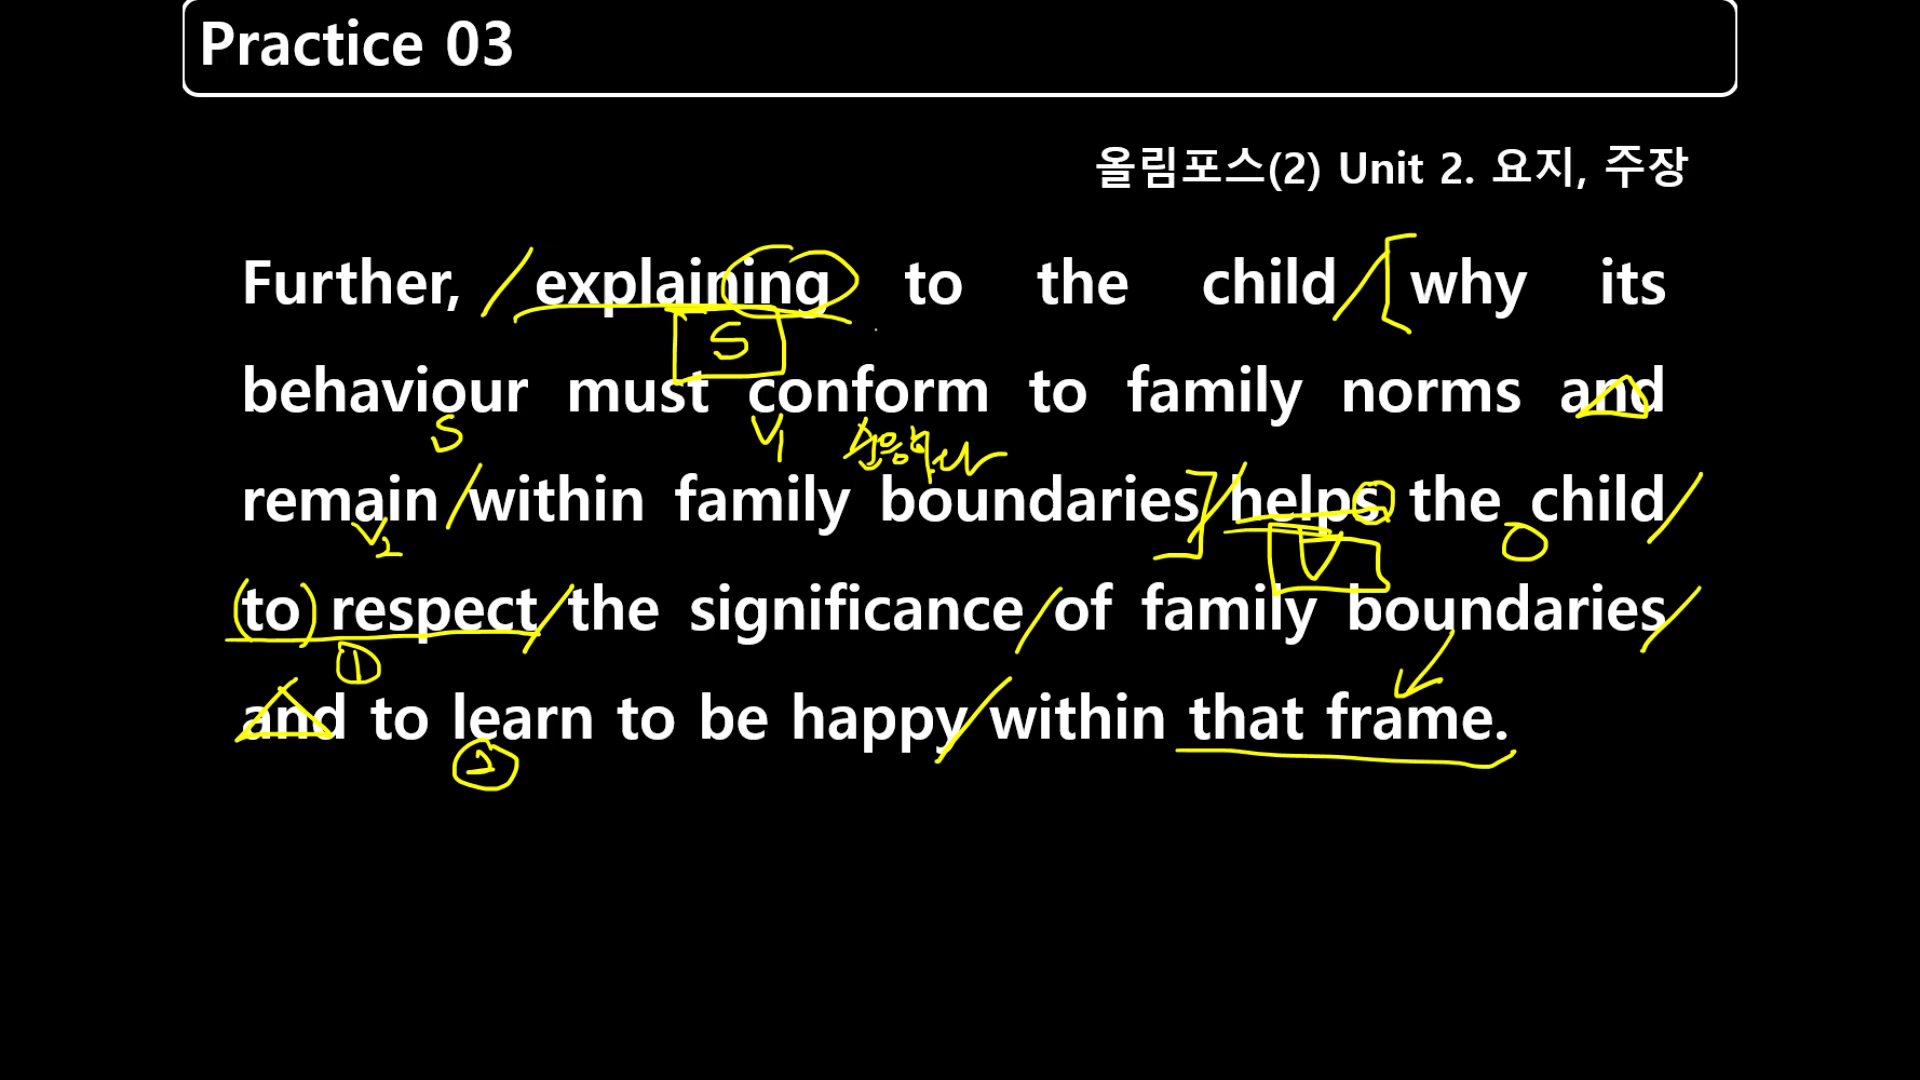 Practice 03
올림포스(2) Unit 2. 요지, 주장
Further, explaining to the child why its
S
behaviour must conform to family norms and
S V1 순응하다
remain within family boundaries helps the child
V2 V O
to respect the significance of family boundaries
①
and to learn to be happy within that frame.
②